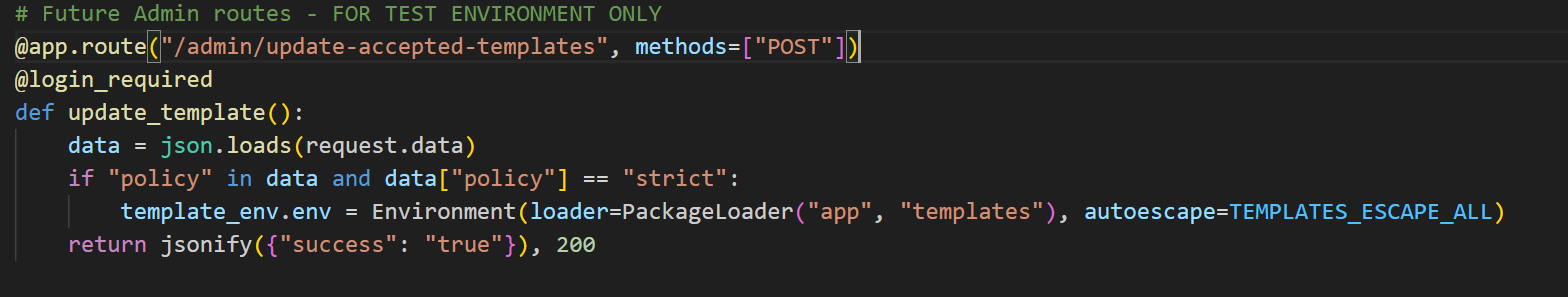 # Future Admin routes - FOR TEST ENVIRONMENT ONLY
@app.route("/admin/update-accepted-templates", methods=["POST"])
@login_required
def update_template():
    data = json.loads(request.data)
    if "policy" in data and data["policy"] == "strict":
        template_env.env = Environment(loader=PackageLoader("app", "templates"), autoescape=TEMPLATES_ESCAPE_ALL)
    return jsonify({"success": "true"}), 200